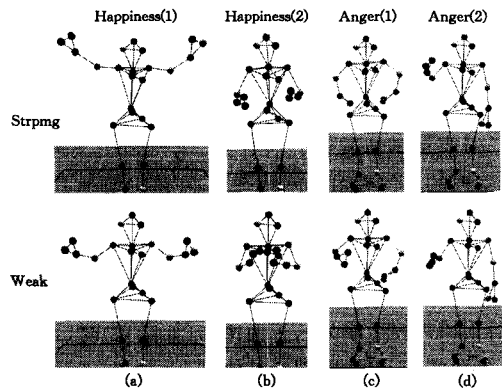 Happiness(1) Happiness(2) Anger(1) Anger(2)
Strpmg
Weak
(a) (b) (c) (d)